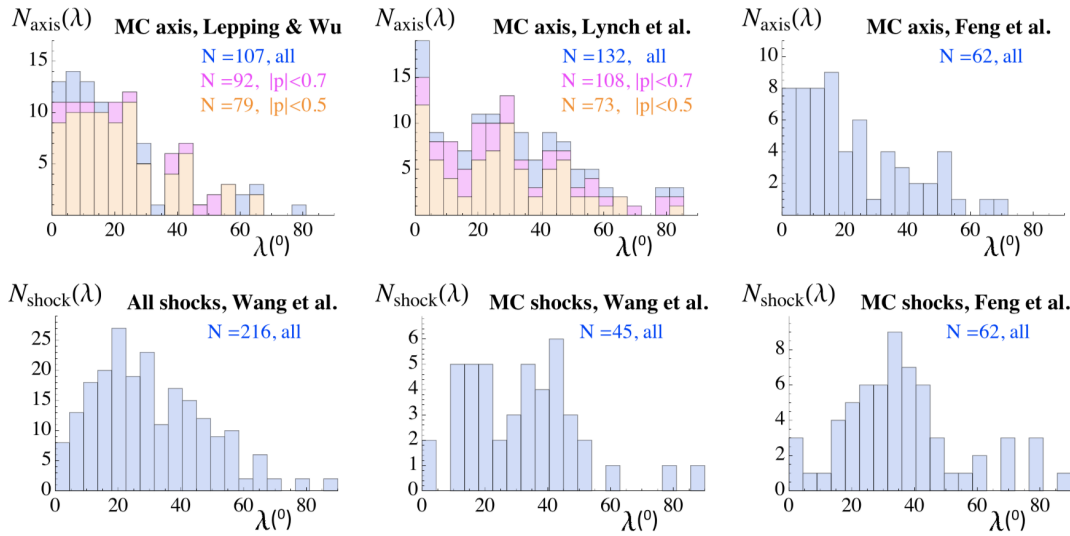 N_axis(λ) MC axis, Lepping & Wu
N =107, all
N =92, |p|<0.7
N =79, |p|<0.5
15
10
5
0 20 40 60 80
λ(⁰)
N_axis(λ) MC axis, Lynch et al.
N =132, all
N =108, |p|<0.7
N =73, |p|<0.5
15
10
5
0 20 40 60 80
λ(⁰)
N_axis(λ) MC axis, Feng et al.
N =62, all
10
8
6
4
2
0 20 40 60 80
λ(⁰)
N_shock(λ) All shocks, Wang et al.
N =216, all
25
20
15
10
5
0
0 20 40 60 80
λ(⁰)
N_shock(λ) MC shocks, Wang et al.
N =45, all
6
5
4
3
2
1
0
0 20 40 60 80
λ(⁰)
N_shock(λ) MC shocks, Feng et al.
N =62, all
8
6
4
2
0
0 20 40 60 80
λ(⁰)